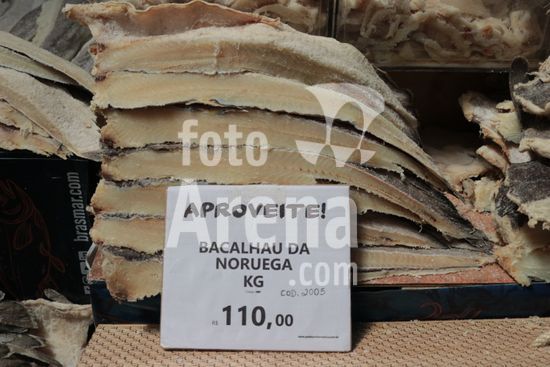 foto
Arena
.com
brasmar.com
APROVEITE!
BACALHAU DA
NORUEGA
KG
COD. 2005
R$ 110,00